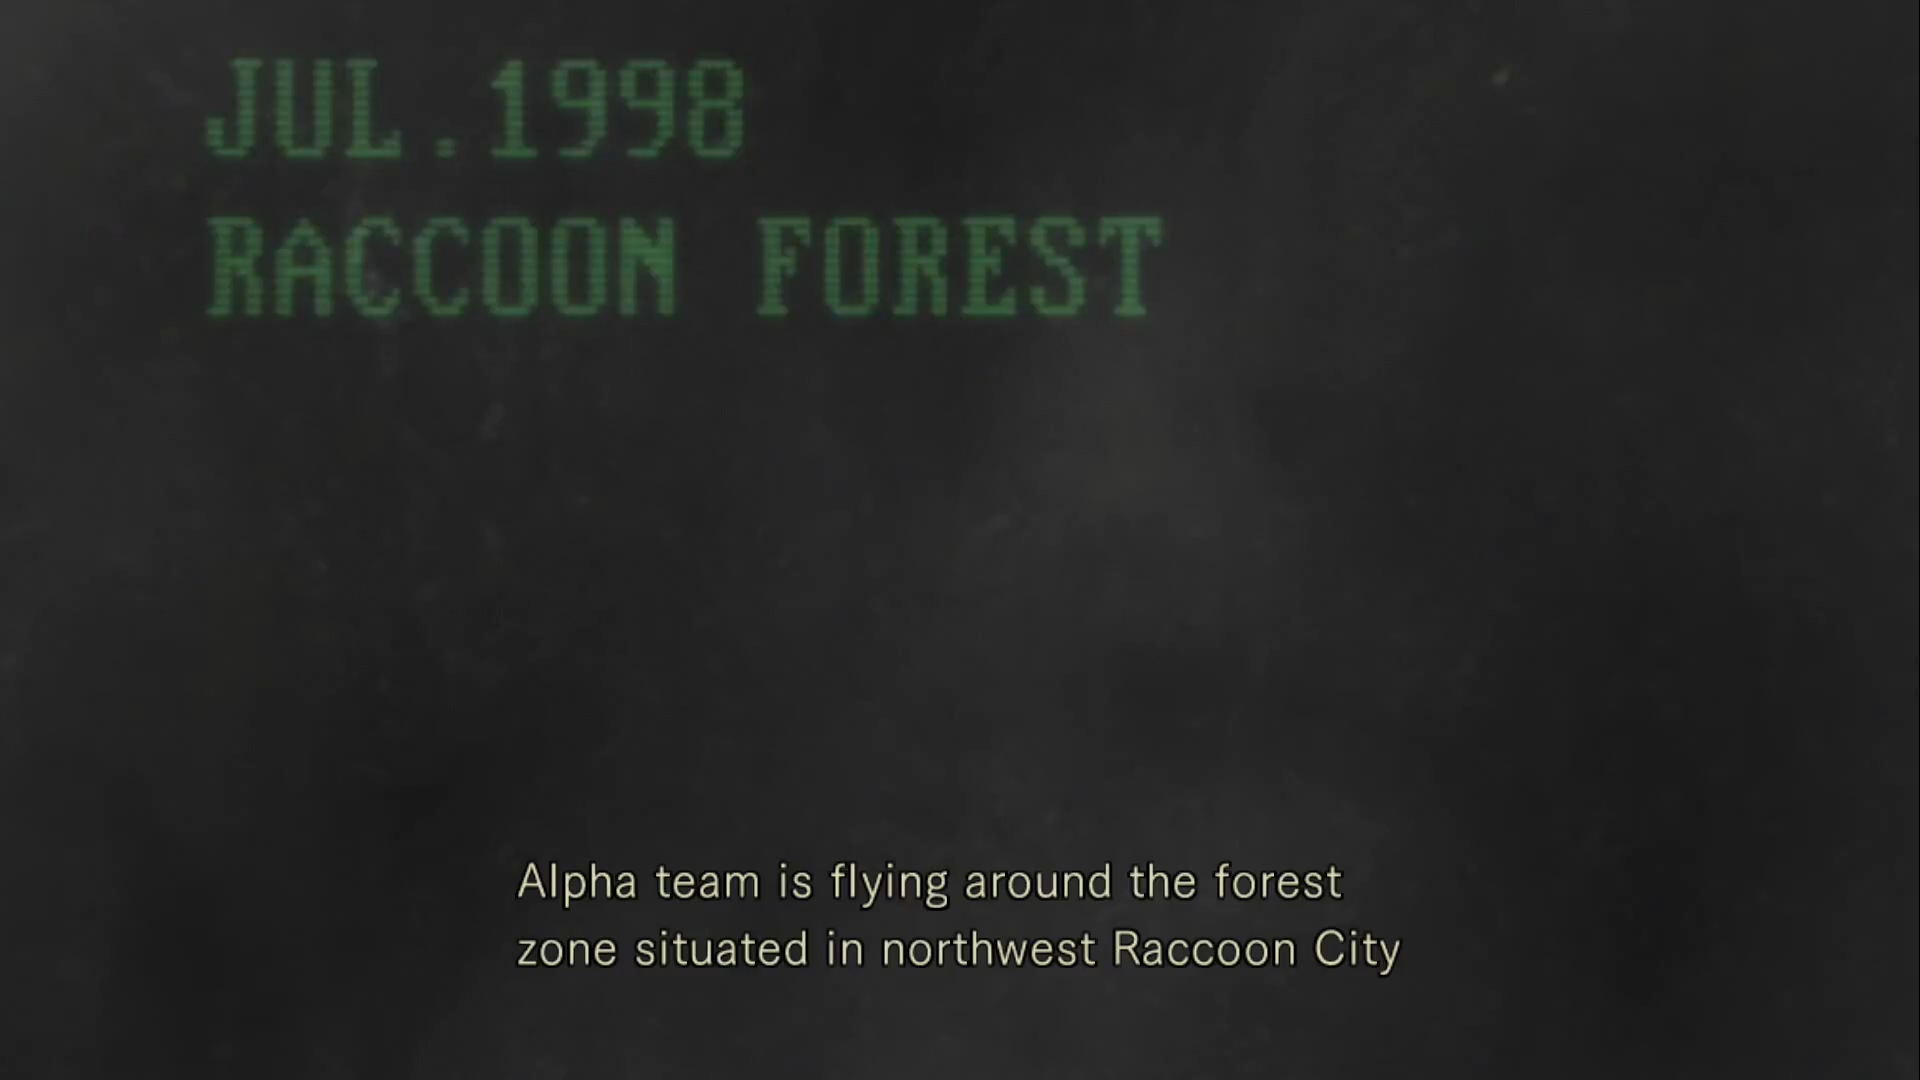 JUL.1998
RACCOON FOREST
Alpha team is flying around the forest
zone situated in northwest Raccoon City